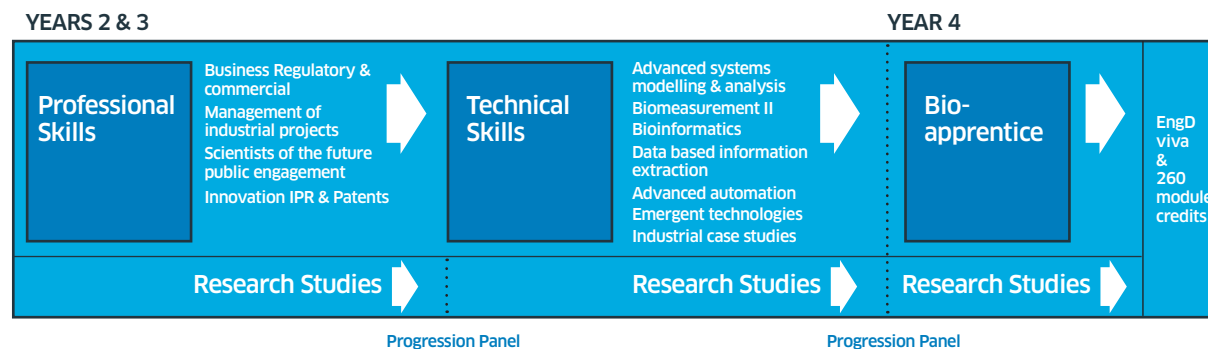 YEARS 2 & 3
YEAR 4
Professional
Skills
Business Regulatory &
commercial
Management of
industrial projects
Scientists of the future
public engagement
Innovation IPR & Patents
Technical
Skills
Advanced systems
modelling & analysis
Biomeasurement II
Bioinformatics
Data based information
extraction
Advanced automation
Emergent technologies
Industrial case studies
Bio-
apprentice
EngD
viva
&
260
module
credits
Research Studies
Research Studies
Research Studies
Progression Panel
Progression Panel